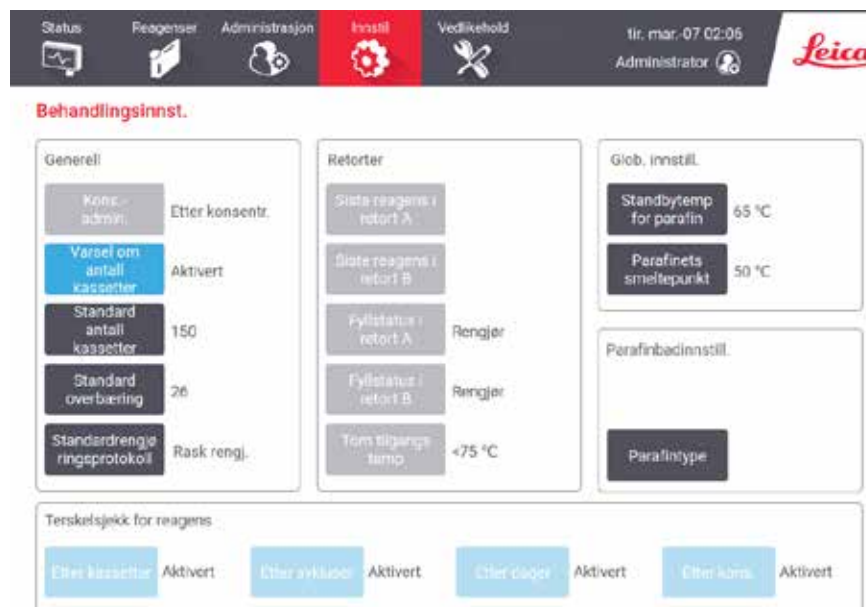 Status Reagenser Administrasjon Innstil Vedlikehold
tir. mar.-07 02:06
Administrator
Leica
Behandlingsinnst.
Generell
Kons.-
admin.
Etter konsentr.
Varsel om
antall
kassetter
Aktivert
Standard
antall
kassetter
150
Standard
overbæring
26
Standardrengjø
ringsprotokoll
Rask rengj.
Retorter
Siste reagens i
retort A
Siste reagens i
retort B
Fyllstatus i
retort A
Rengjør
Fyllstatus i
retort B
Rengjør
Tom tilgangs
temp
<75 °C
Glob. innstill.
Standbytemp
for parafin
65 °C
Parafinets
smeltepunkt
50 °C
Parafinbadinnstill.
Parafintype
Terskelsjekk for reagens
Etter kassetter Aktivert Etter sykluser Aktivert Etter dager Aktivert Etter kons. Aktivert